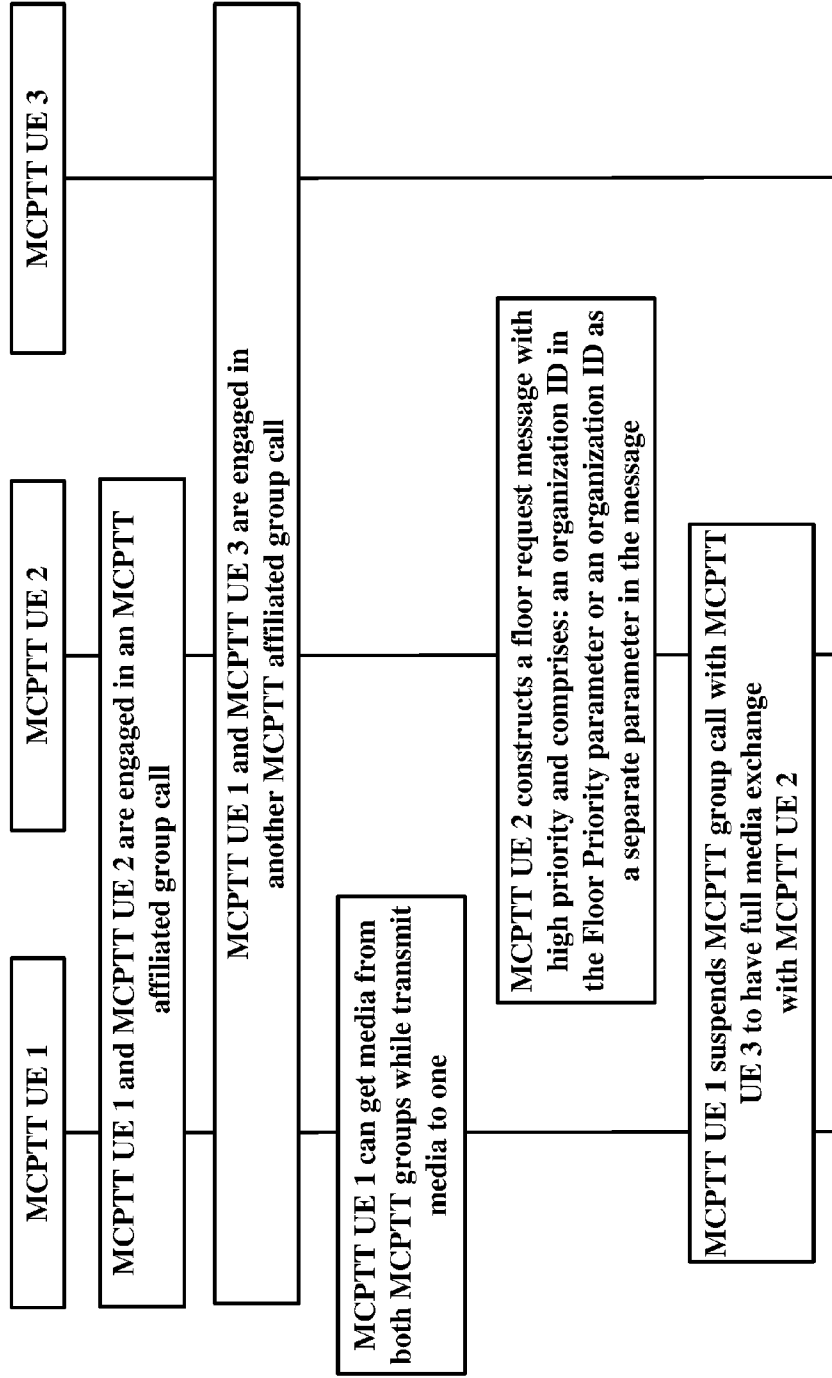 MCPTT UE 1
MCPTT UE 2
MCPTT UE 3
MCPTT UE 1 and MCPTT UE 2 are engaged in an MCPTT
affiliated group call
MCPTT UE 1 and MCPTT UE 3 are engaged in
another MCPTT affiliated group call
MCPTT UE 1 can get media from
both MCPTT groups while transmit
media to one
MCPTT UE 2 constructs a floor request message with
high priority and comprises: an organization ID in
the Floor Priority parameter or an organization ID as
a separate parameter in the message
MCPTT UE 1 suspends MCPTT group call with MCPTT
UE 3 to have full media exchange
with MCPTT UE 2